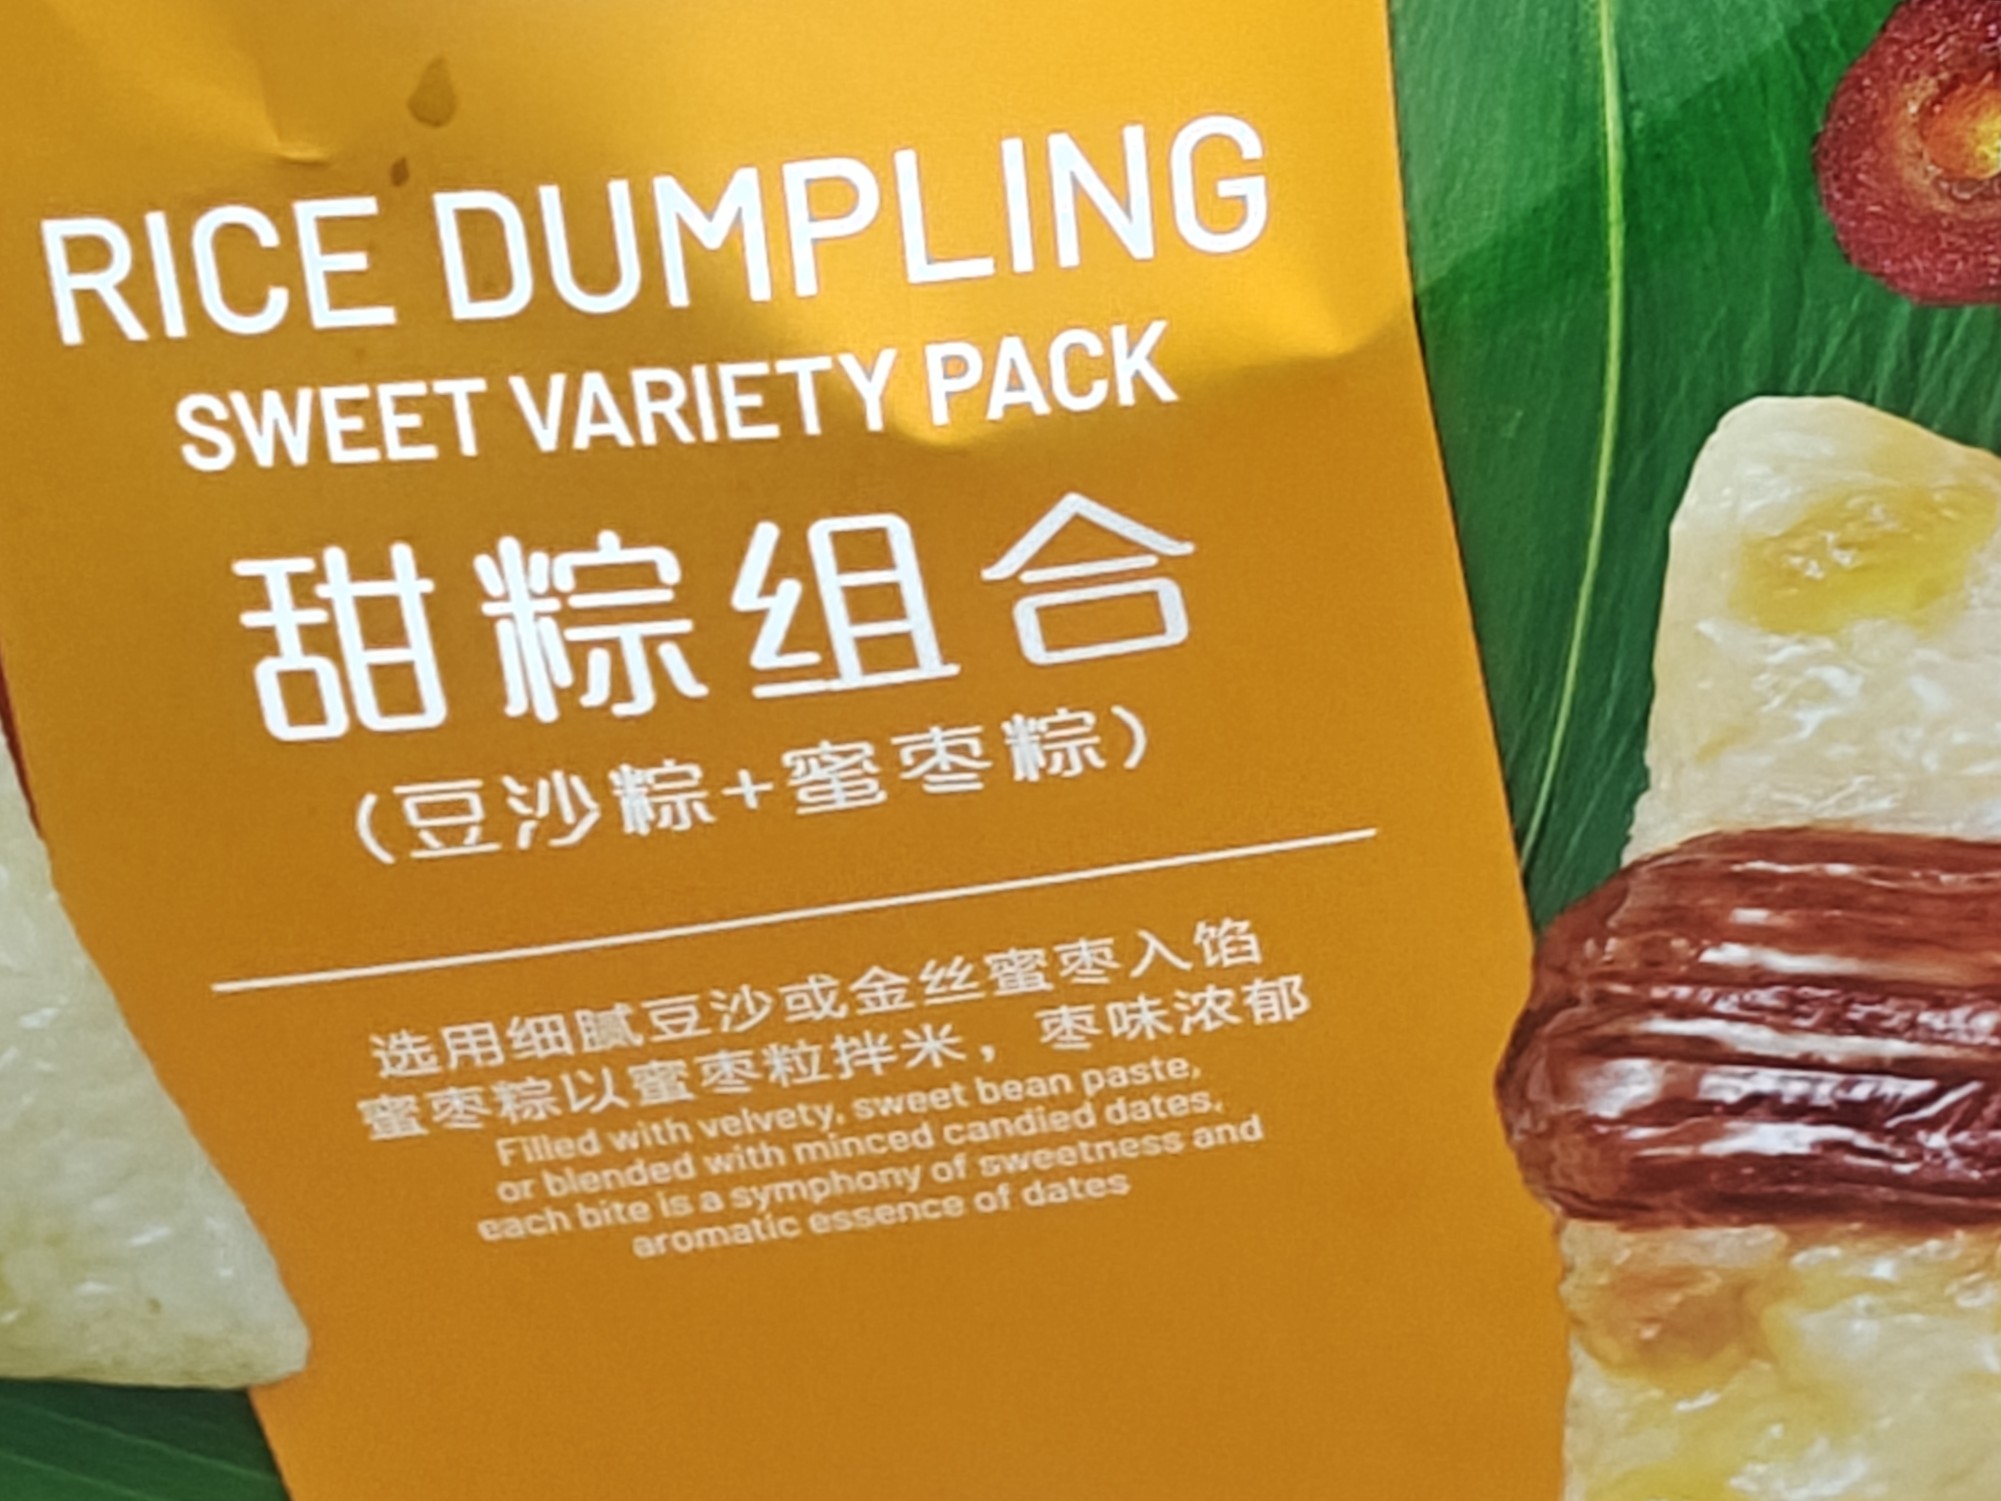 RICE DUMPLING
SWEET VARIETY PACK
甜粽组合
(豆沙粽+蜜枣粽)
选用细腻豆沙或金丝蜜枣入馅
蜜枣粽以蜜枣粒拌米，枣味浓郁
Filled with velvety, sweet bean paste,
or blended with minced candied dates,
each bite is a symphony of sweetness and
aromatic essence of dates